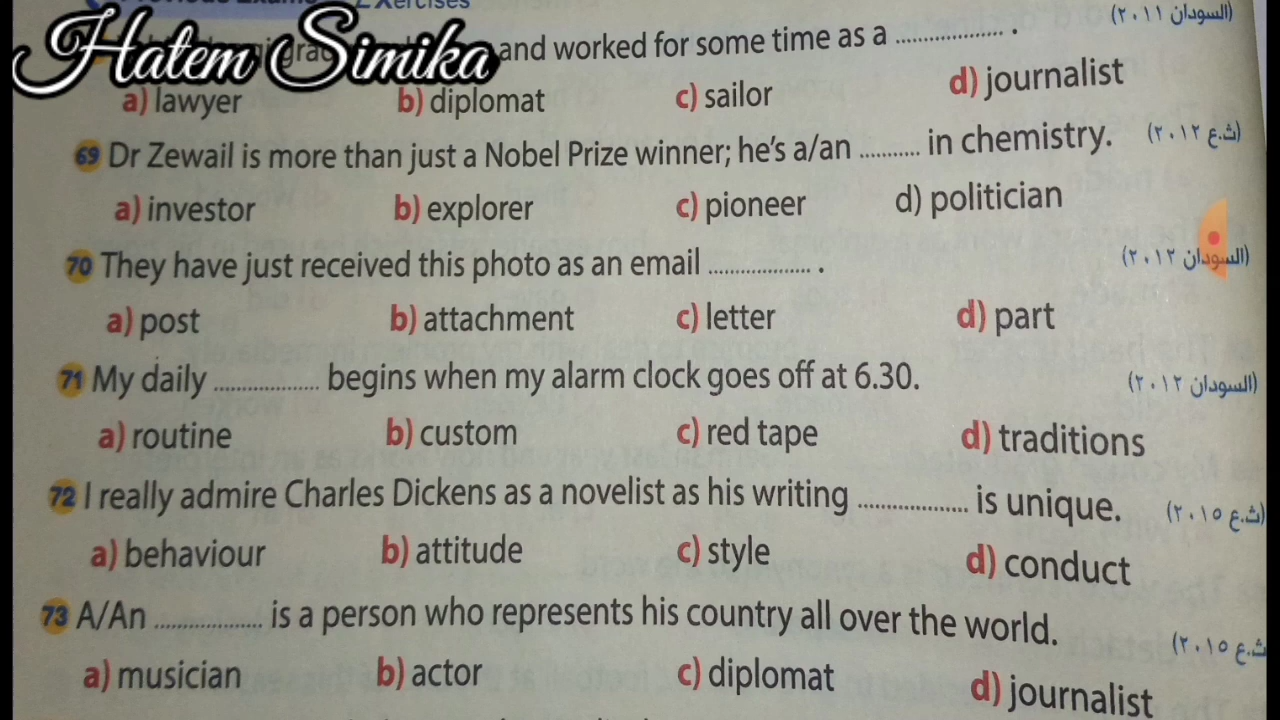 Exercises
Hatem Simika
and worked for some time as a .................... . (السودان ٢٠١١)
a) lawyer b) diplomat c) sailor d) journalist
69 Dr Zewail is more than just a Nobel Prize winner; he's a/an ........... in chemistry. (ث.ع ٢٠١٢)
a) investor b) explorer c) pioneer d) politician
70 They have just received this photo as an email ................... . (السودان ٢٠١٢)
a) post b) attachment c) letter d) part
71 My daily ................... begins when my alarm clock goes off at 6.30. (السودان ٢٠١٢)
a) routine b) custom c) red tape d) traditions
72 I really admire Charles Dickens as a novelist as his writing ................... is unique. (ث.ع ٢٠١٥)
a) behaviour b) attitude c) style d) conduct
73 A/An ................... is a person who represents his country all over the world. (ث.ع ٢٠١٥)
a) musician b) actor c) diplomat d) journalist